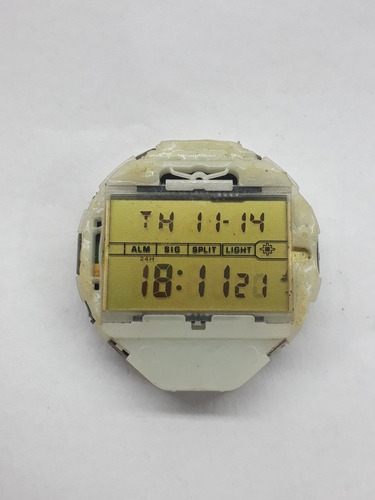 TH 11-14
ALM SIG SPLIT LIGHT
24H
18:11 21